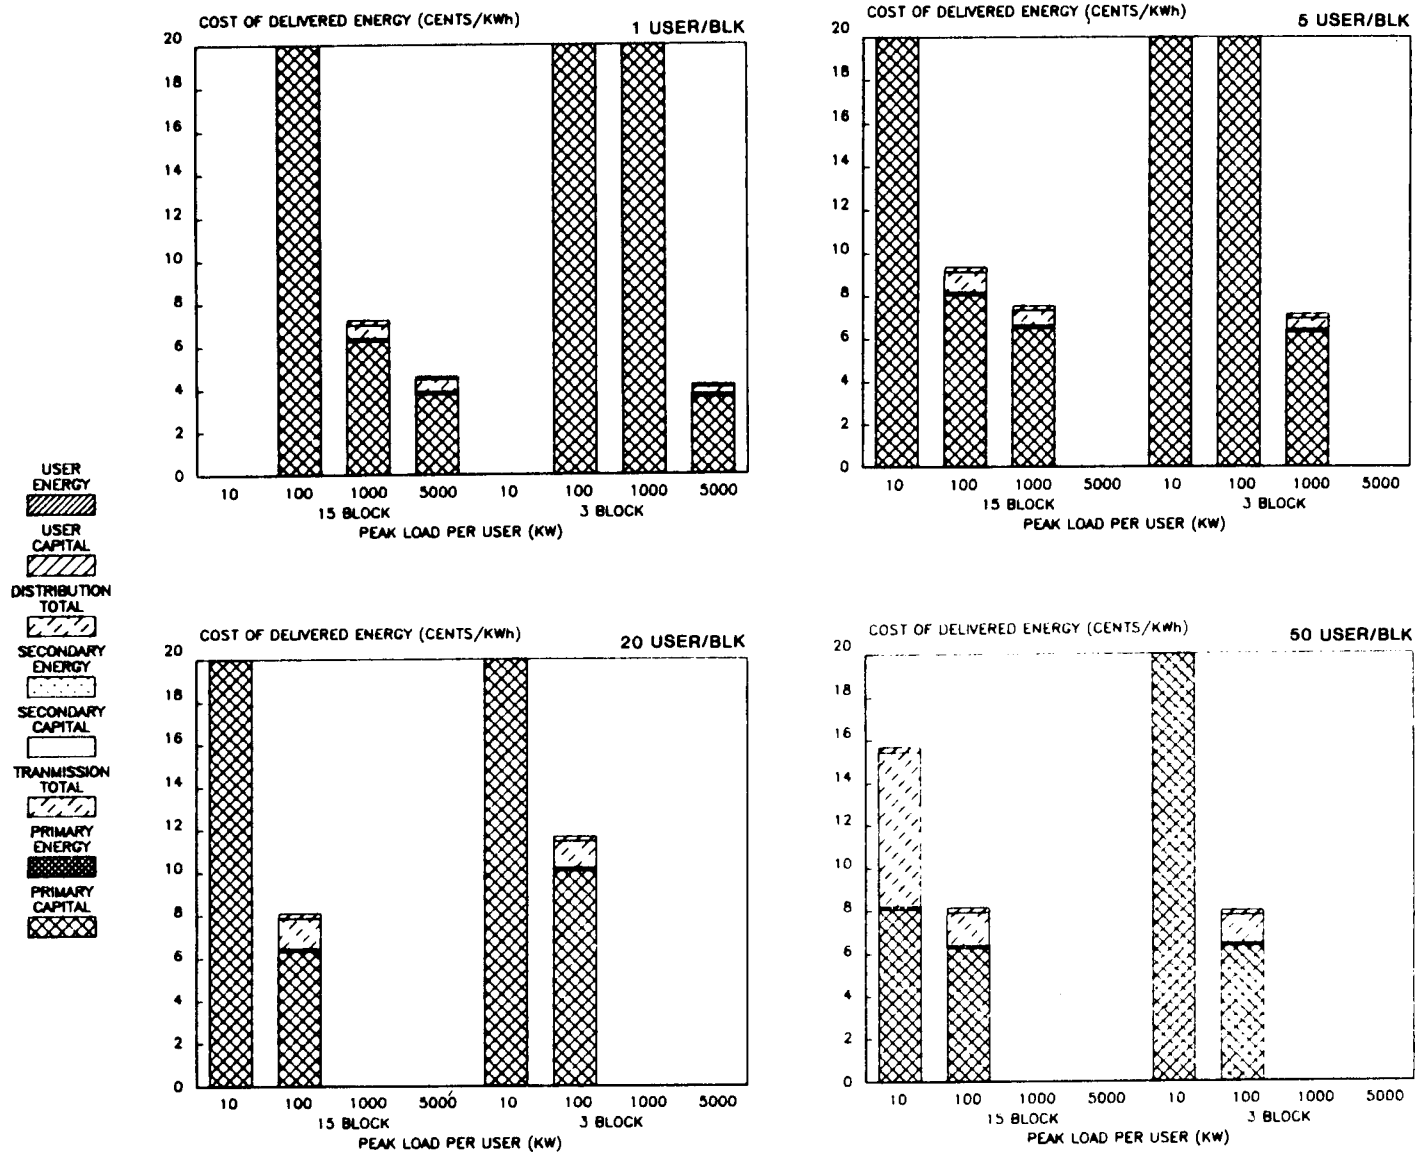 COST OF DELIVERED ENERGY (CENTS/KWh)
1 USER/BLK
20
18
16
14
12
10
8
6
4
2
0
10 100 1000 5000 10 100 1000 5000
15 BLOCK 3 BLOCK
PEAK LOAD PER USER (KW)
COST OF DELIVERED ENERGY (CENTS/KWh)
5 USER/BLK
20
18
16
14
12
10
8
6
4
2
0
10 100 1000 5000 10 100 1000 5000
15 BLOCK 3 BLOCK
PEAK LOAD PER USER (KW)
USER
ENERGY
USER
CAPITAL
DISTRIBUTION
TOTAL
SECONDARY
ENERGY
SECONDARY
CAPITAL
TRANMISSION
TOTAL
PRIMARY
ENERGY
PRIMARY
CAPITAL
COST OF DELIVERED ENERGY (CENTS/KWh)
20 USER/BLK
20
18
16
14
12
10
8
6
4
2
0
10 100 1000 5000 10 100 1000 5000
15 BLOCK 3 BLOCK
PEAK LOAD PER USER (KW)
COST OF DELIVERED ENERGY (CENTS/KWh)
50 USER/BLK
20
18
16
14
12
10
8
6
4
2
0
10 100 1000 5000 10 100 1000 5000
15 BLOCK 3 BLOCK
PEAK LOAD PER USER (KW)